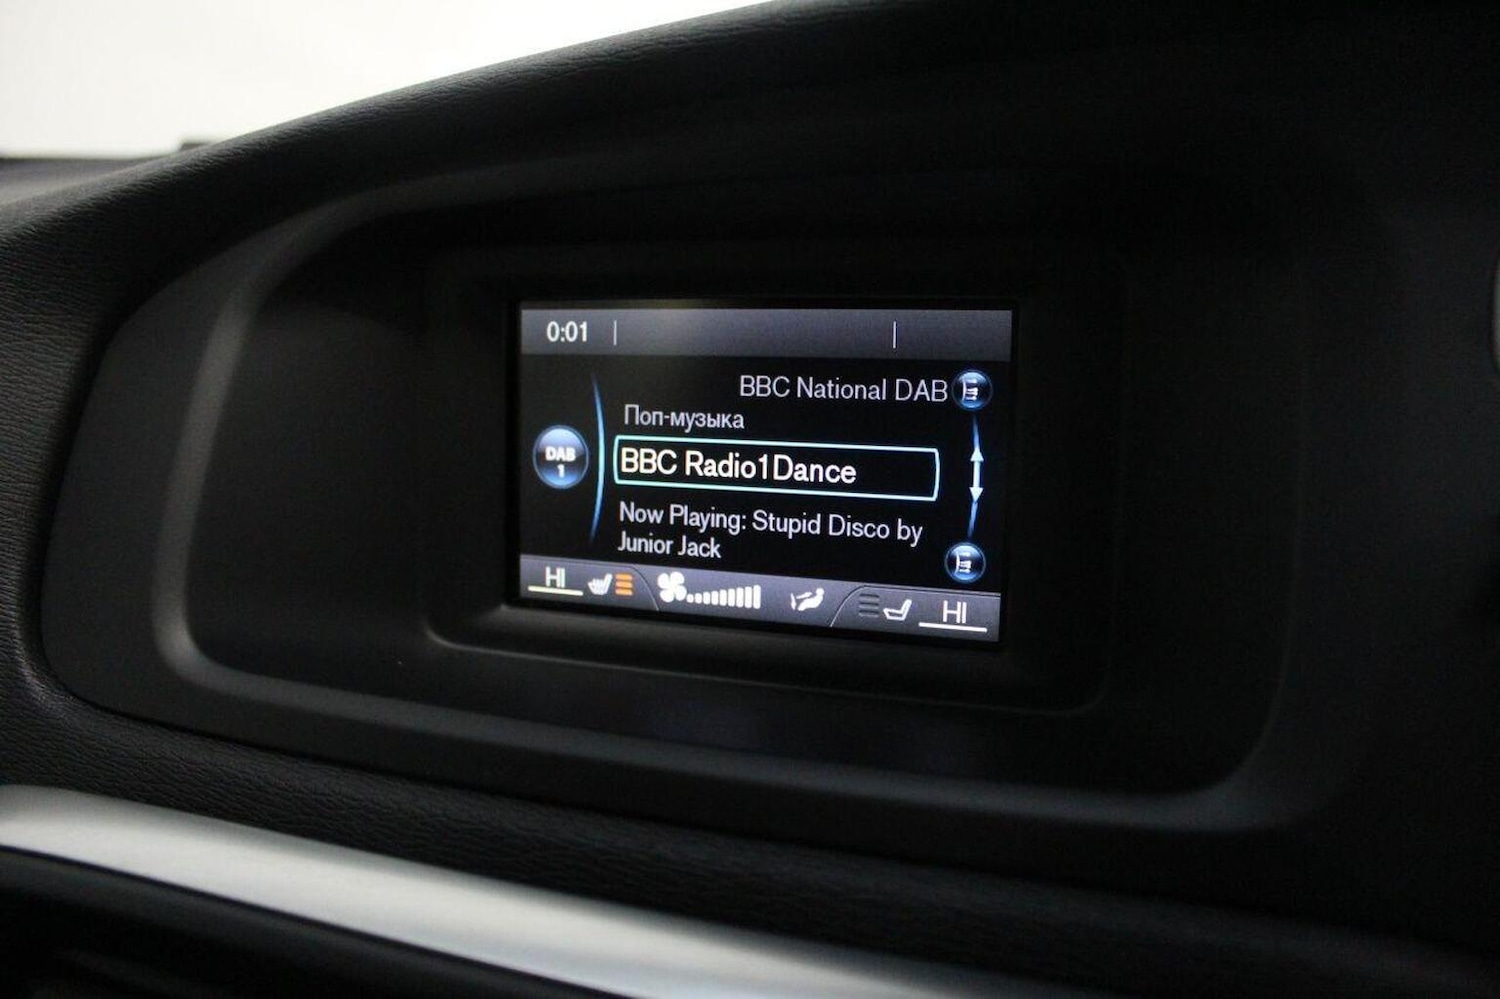 0:01
BBC National DAB
Поп-музыка
DAB
1
BBC Radio1Dance
Now Playing: Stupid Disco by
Junior Jack
HI
HI